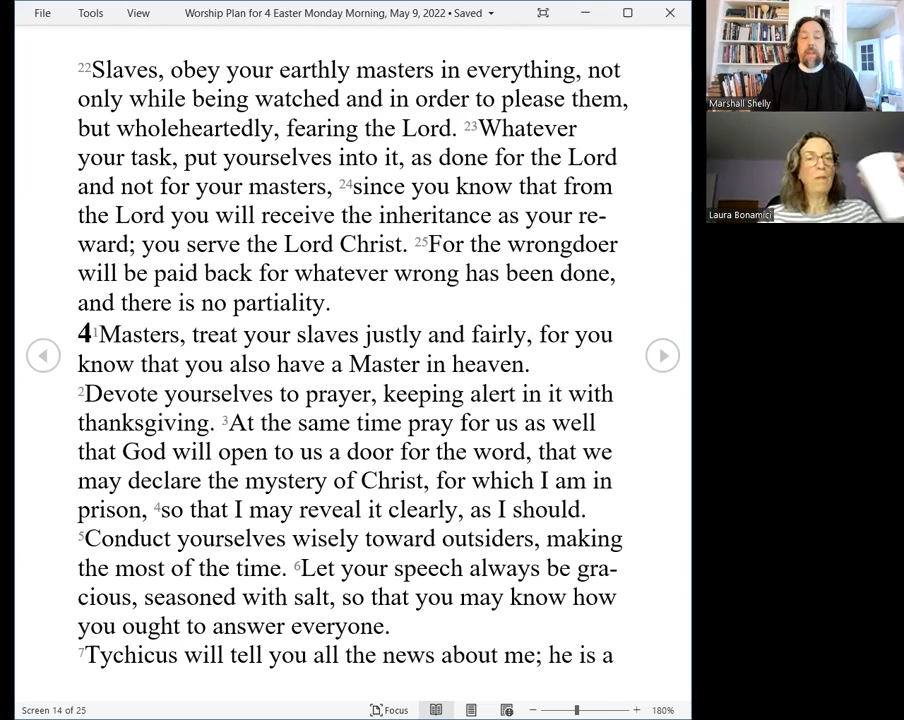 File Tools View Worship Plan for 4 Easter Monday Morning, May 9, 2022 • Saved
22Slaves, obey your earthly masters in everything, not
only while being watched and in order to please them,
but wholeheartedly, fearing the Lord. 23Whatever
your task, put yourselves into it, as done for the Lord
and not for your masters, 24since you know that from
the Lord you will receive the inheritance as your re-
ward; you serve the Lord Christ. 25For the wrongdoer
will be paid back for whatever wrong has been done,
and there is no partiality.
4 1Masters, treat your slaves justly and fairly, for you
know that you also have a Master in heaven.
2Devote yourselves to prayer, keeping alert in it with
thanksgiving. 3At the same time pray for us as well
that God will open to us a door for the word, that we
may declare the mystery of Christ, for which I am in
prison, 4so that I may reveal it clearly, as I should.
5Conduct yourselves wisely toward outsiders, making
the most of the time. 6Let your speech always be gra-
cious, seasoned with salt, so that you may know how
you ought to answer everyone.
7Tychicus will tell you all the news about me; he is a
Screen 14 of 25 Focus 180%
Marshall Shelly
Laura Bonamici